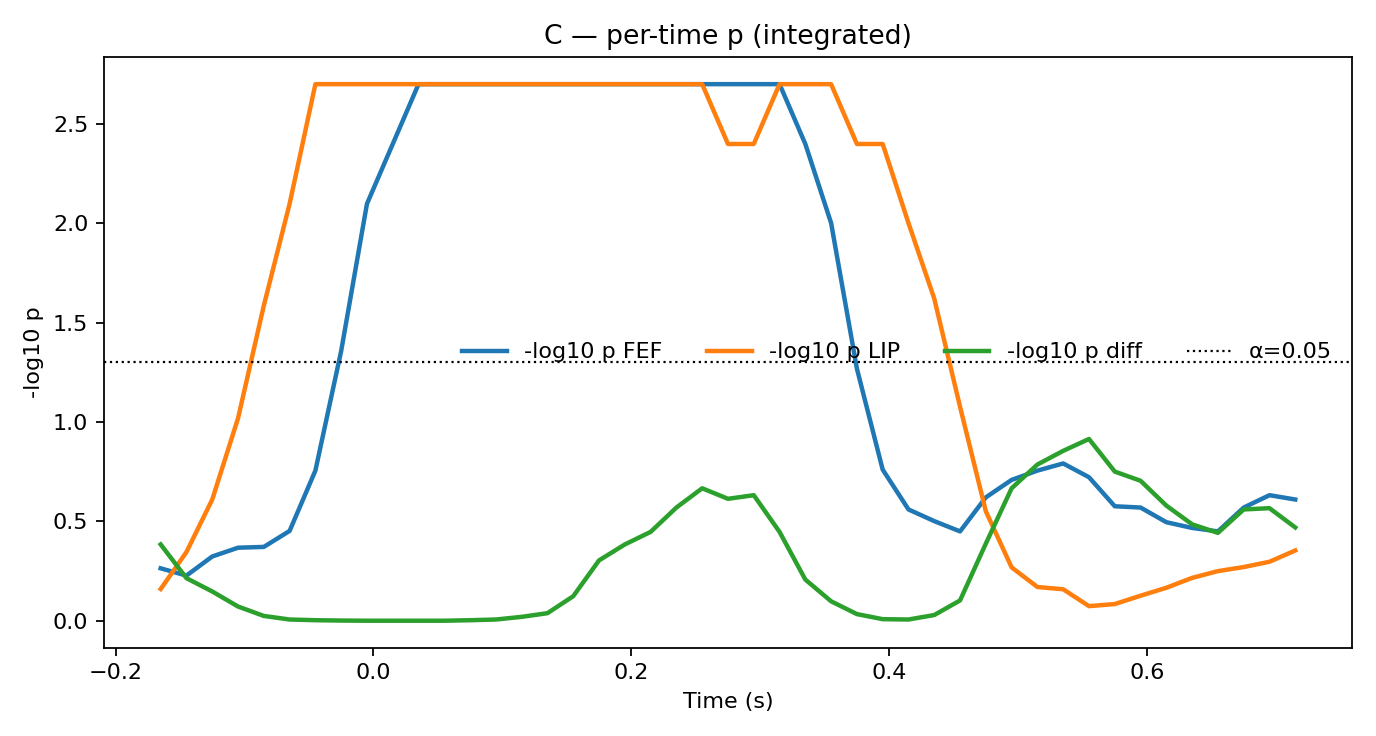 C — per-time p (integrated)
2.5
2.0
1.5
1.0
0.5
0.0
-log10 p
-log10 p FEF -log10 p LIP -log10 p diff α=0.05
−0.2 0.0 0.2 0.4 0.6
Time (s)